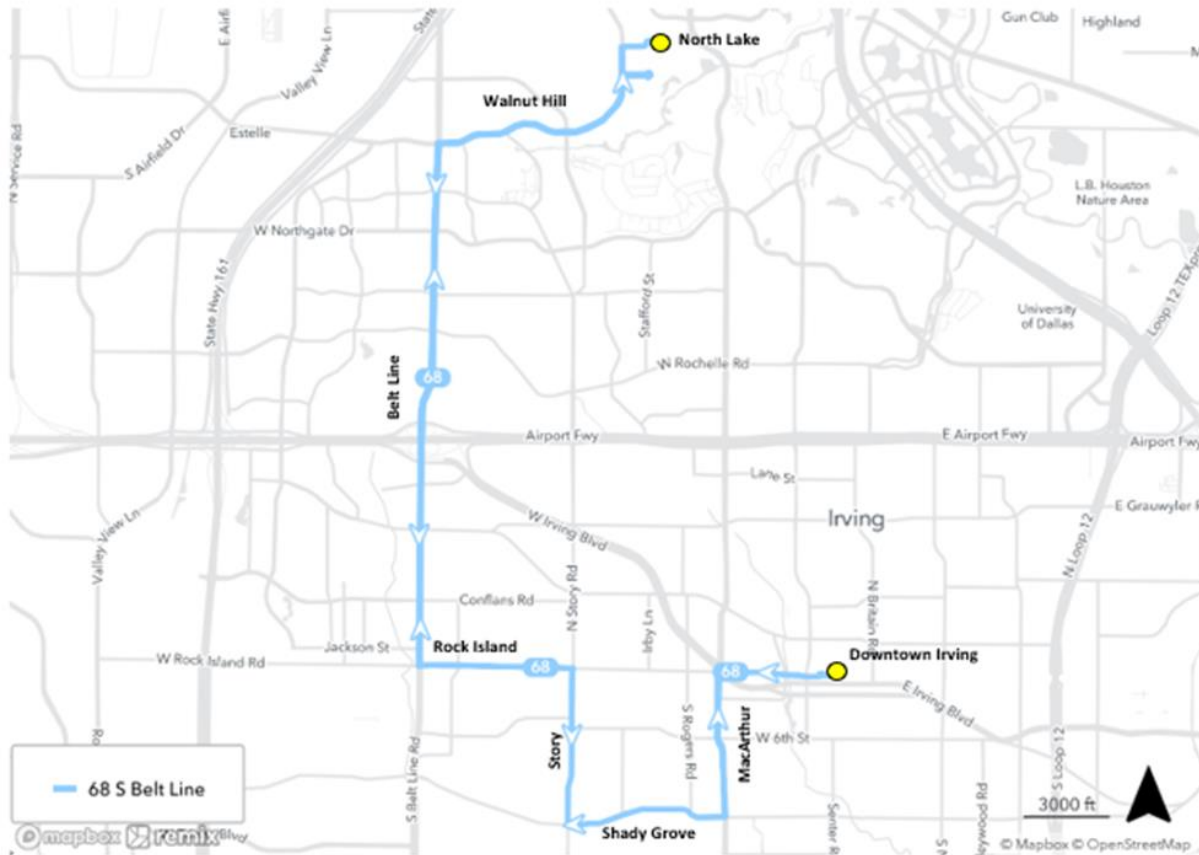 Gun Club
Highland
E Airfi
State
North Lake
Valley View Ln
Walnut Hill
N Service Rd
S Airfield Dr
Estelle
L.B. Houston
Nature Area
W Northgate Dr
Loop 12 TEXpre
State Hwy 161
Stafford St
University
of Dallas
W Rochelle Rd
Belt Line
68
Airport Fwy
E Airport Fwy
Airport Fwy
Lane St
E Grauwyler R
Irving
W Irving Blvd
Valley View Ln
N Loop 12
Conflans Rd
N Story Rd
Irby Ln
N Britain Rd
Jackson St
Rock Island
W Rock Island Rd
68
68
Downtown Irving
E Irving Blvd
S Rogers Rd
MacArthur
W 6th St
Story
S Belt Line Rd
S Loop 12
68 S Belt Line
3000 ft
Shady Grove
Senter R
mapbox remix
Blvd
© Mapbox © OpenStreetMap